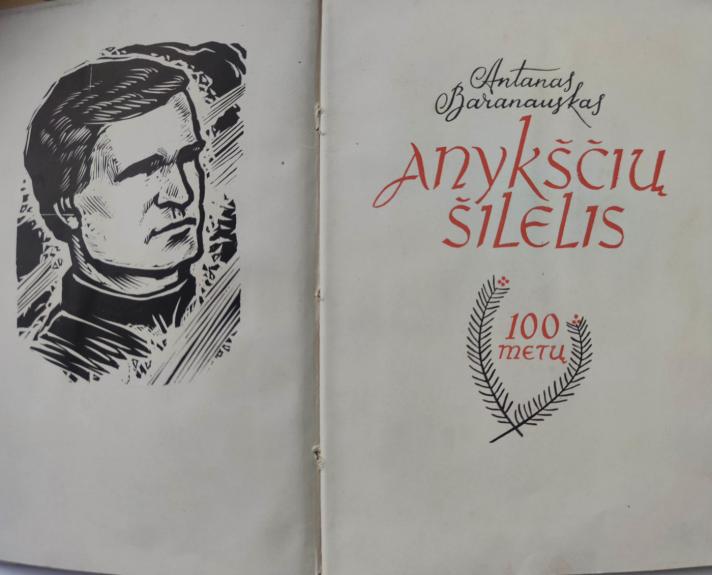 Antanas
Baranauskas
Anykščių
šilelis
100
metų